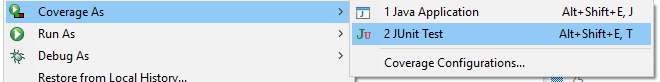 Coverage As
Run As
Debug As
Restore from Local History...
1 Java Application Alt+Shift+E, J
2 JUnit Test Alt+Shift+E, T
Coverage Configurations...